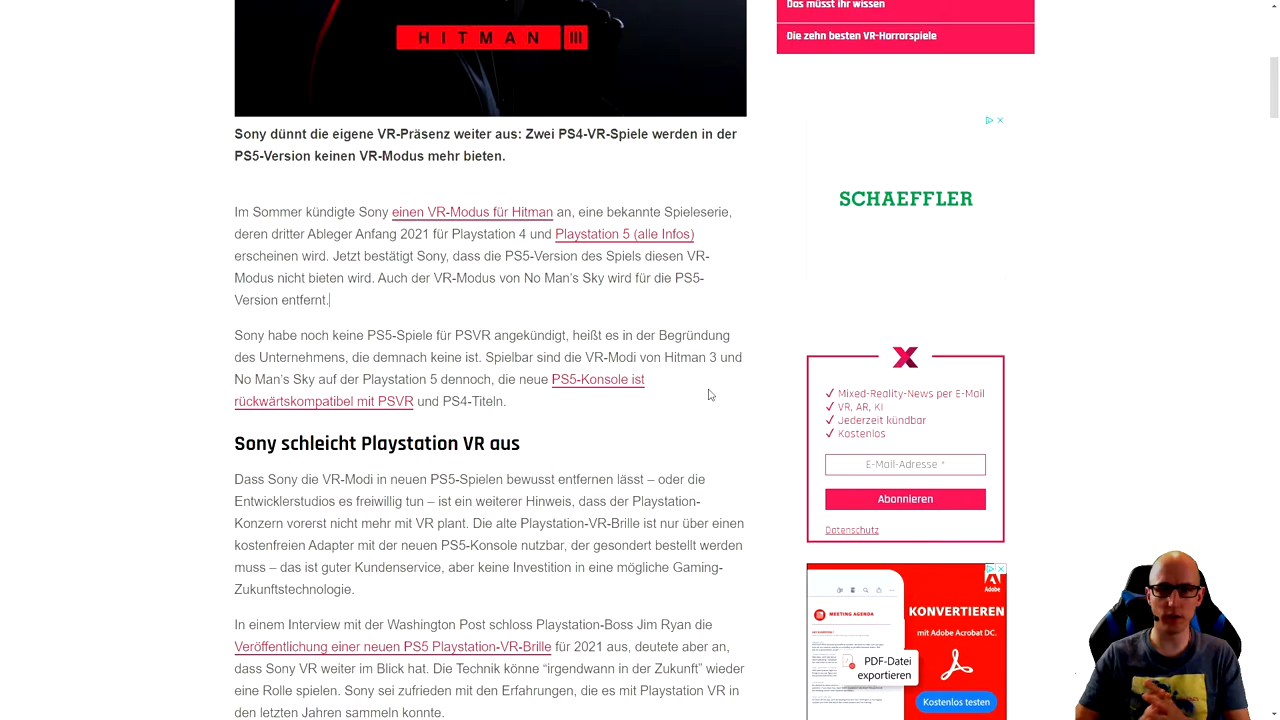 HITMAN III
Sony dünnt die eigene VR-Präsenz weiter aus: Zwei PS4-VR-Spiele werden in der
PS5-Version keinen VR-Modus mehr bieten.
Im Sommer kündigte Sony einen VR-Modus für Hitman an, eine bekannte Spieleserie,
deren dritter Ableger Anfang 2021 für Playstation 4 und Playstation 5 (alle Infos)
erscheinen wird. Jetzt bestätigt Sony, dass die PS5-Version des Spiels diesen VR-
Modus nicht bieten wird. Auch der VR-Modus von No Man's Sky wird für die PS5-
Version entfernt.
Sony habe noch keine PS5-Spiele für PSVR angekündigt, heißt es in der Begründung
des Unternehmens, die demnach keine ist. Spielbar sind die VR-Modi von Hitman 3 und
No Man's Sky auf der Playstation 5 dennoch, die neue PS5-Konsole ist
rückwärtskompatibel mit PSVR und PS4-Titeln.
Sony schleicht Playstation VR aus
Dass Sony die VR-Modi in neuen PS5-Spielen bewusst entfernen lässt – oder die
Entwicklerstudios es freiwillig tun – ist ein weiterer Hinweis, dass der Playstation-
Konzern vorerst nicht mehr mit VR plant. Die alte Playstation-VR-Brille ist nur über einen
kostenfreien Adapter mit der neuen PS5-Konsole nutzbar, der gesondert bestellt werden
muss – das ist guter Kundenservice, aber keine Investition in eine mögliche Gaming-
Zukunftstechnologie.
In einem Interview mit der Washington Post schloss Playstation-Boss Jim Ryan die
Veröffentlichung einer neuen PS5 Playstation-VR-Brille für 2021 aus, deutete aber an,
dass Sony VR weiter im Blick hat. Die Technik könne „irgendwann in der Zukunft" wieder
eine Rolle spielen. Sony sei zufrieden mit den Erfahrungen, die es mit Playstation VR in
Das müsst ihr wissen
Die zehn besten VR-Horrorspiele
SCHAEFFLER
X
✓ Mixed-Reality-News per E-Mail
✓ VR, AR, KI
✓ Jederzeit kündbar
✓ Kostenlos
E-Mail-Adresse *
Abonnieren
Datenschutz
Adobe
MEETING AGENDA
KONVERTIEREN
mit Adobe Acrobat DC.
PDF-Datei
exportieren
Kostenlos testen